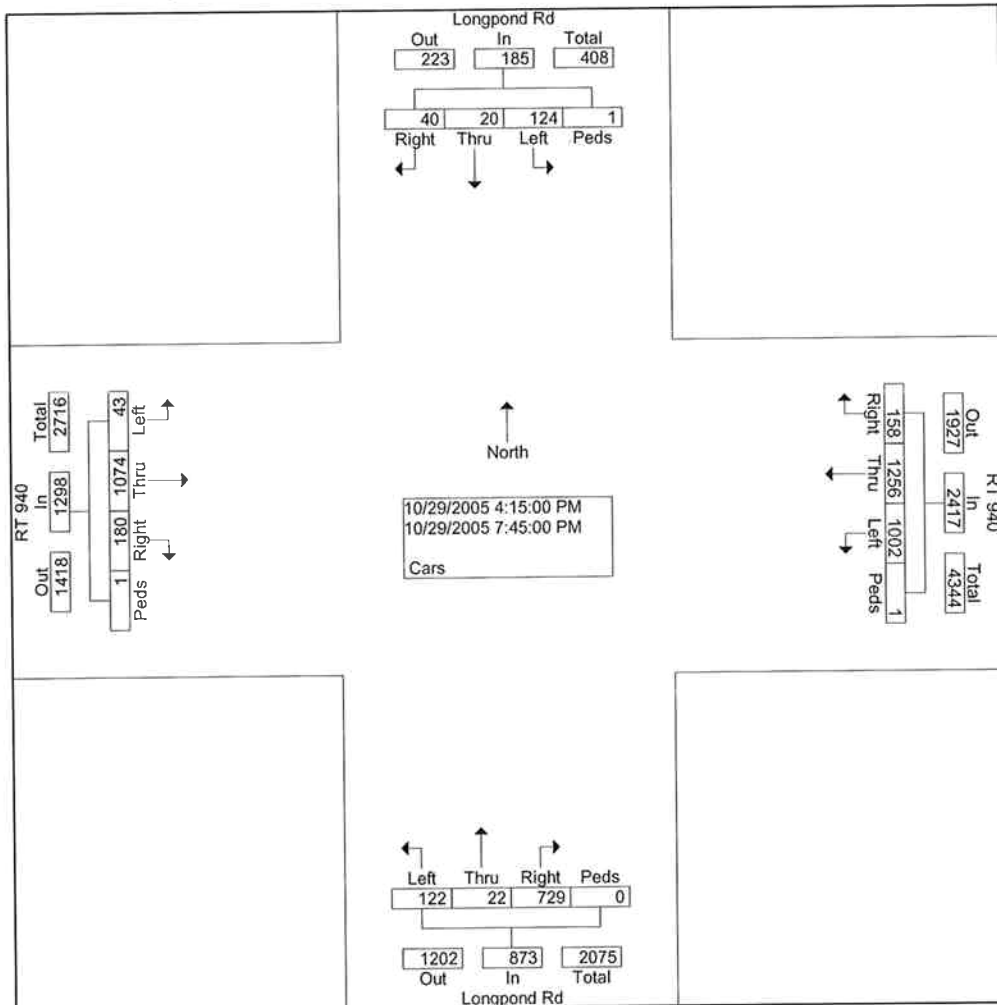 Longpond Rd
Out In Total
223 185 408
40 20 124 1
Right Thru Left Peds
RT 940
Total In Out
2716 1298 1418
43 1074 180 1
Left Thru Right Peds
North
10/29/2005 4:15:00 PM
10/29/2005 7:45:00 PM
Cars
Right Thru Left Peds
158 1256 1002 1
Out In Total
1927 2417 4344
RT 940
Left Thru Right Peds
122 22 729 0
1202 873 2075
Out In Total
Longpond Rd